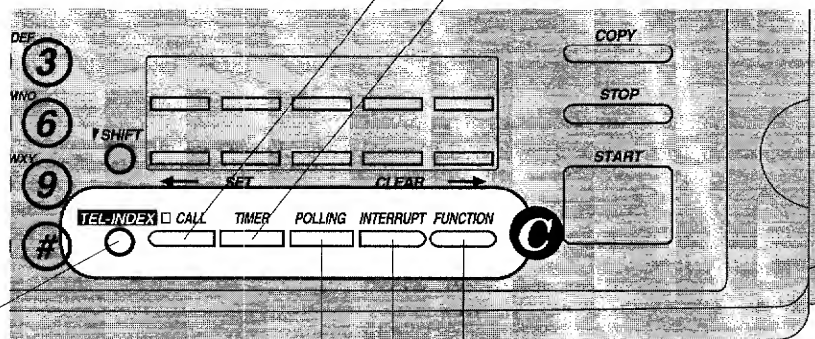 DEF
3
COPY
MNO
6
STOP
SHIFT
WXY
9
START
← SET CLEAR →
TEL-INDEX CALL TIMER POLLING INTERRUPT FUNCTION
#
C